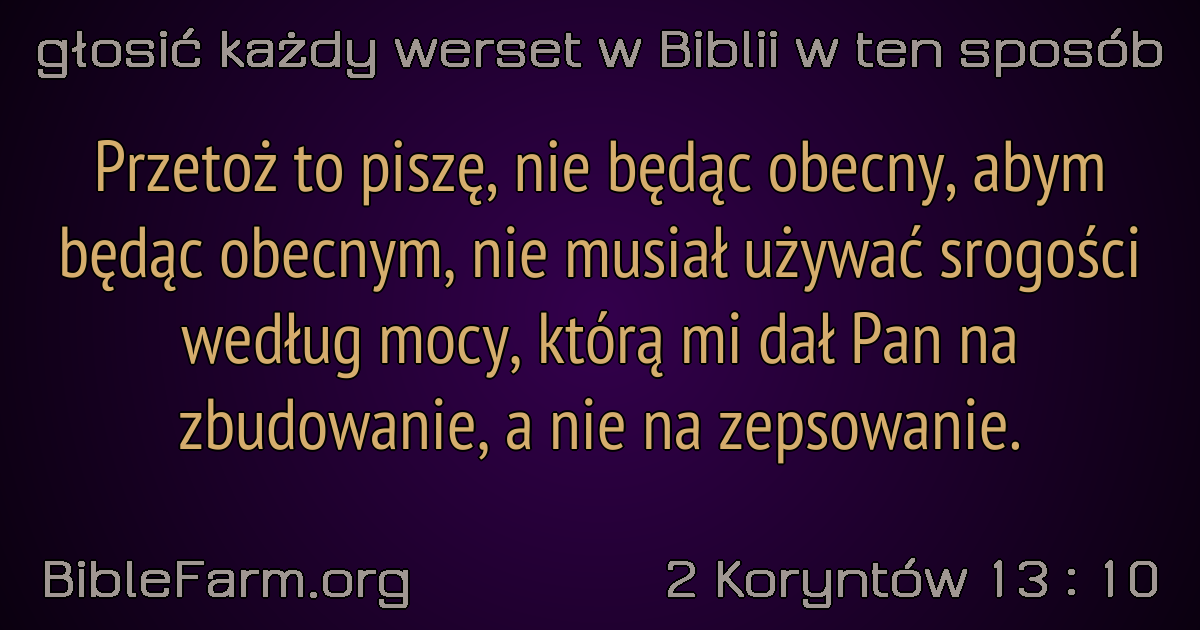 głosić każdy werset w Biblii w ten sposób
Przetoż to piszę, nie będąc obecny, abym
będąc obecnym, nie musiał używać srogości
według mocy, którą mi dał Pan na
zbudowanie, a nie na zepsowanie.
BibleFarm.org
2 Koryntów 13 : 10